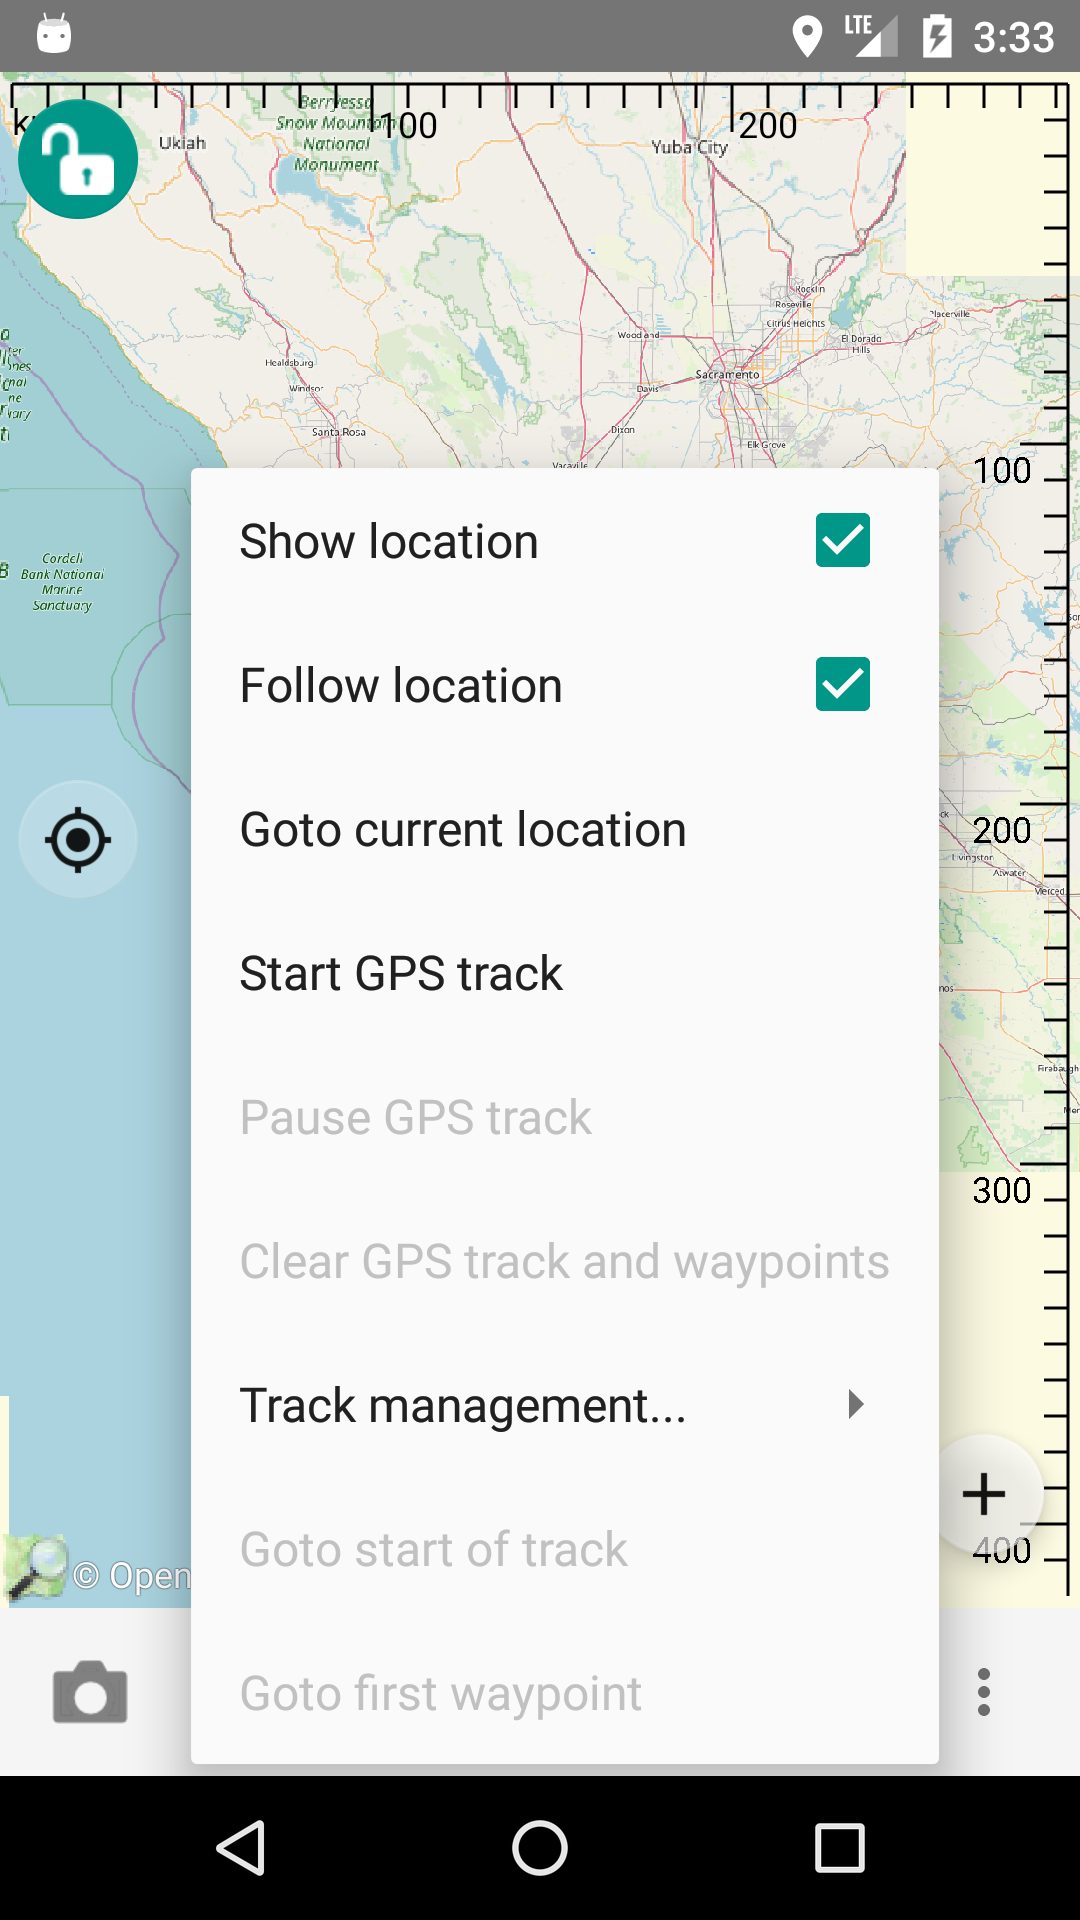 LTE 3:33
100
200
Berryessa
Snow Mountain
National
Monument
Ukiah
Yuba City
Rocklin
Roseville
Citrus Heights
Placerville
El Dorado
Hills
Woodland
Healdsburg
Sacramento
Windsor
Davis
Santa Rosa
Dixon
Elk Grove
Vacaville
100
Show location
Cordell
Bank National
Marine
Sanctuary
Follow location
Goto current location
200
Livingston
Atwater
Merced
Start GPS track
Pause GPS track
300
Clear GPS track and waypoints
Track management...
Goto start of track
400
© Open
Goto first waypoint